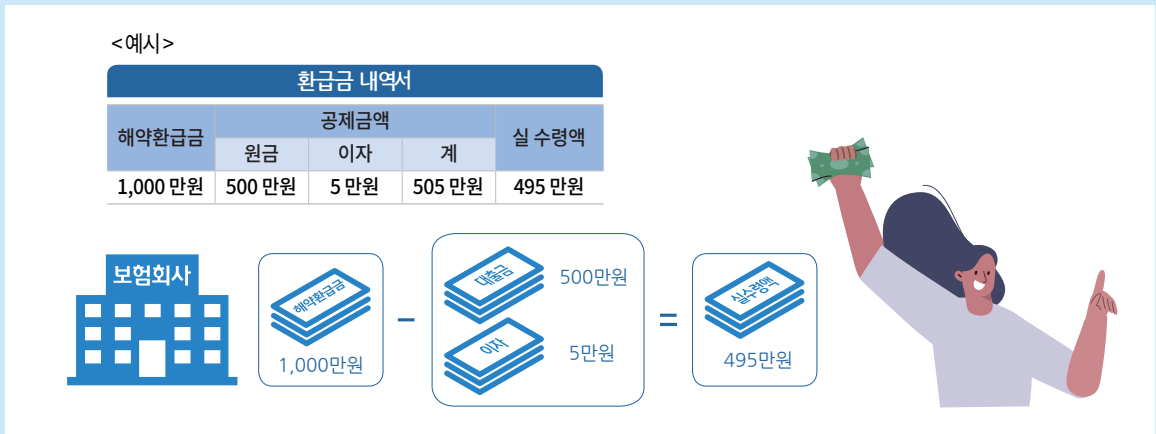 <예시>
환급금 내역서
해약환급금 공제금액 실 수령액
원금 이자 계
1,000 만원 500 만원 5 만원 505 만원 495 만원
보험회사
해약환급금
1,000만원
−
대출금 500만원
이자 5만원
=
실수령액
495만원